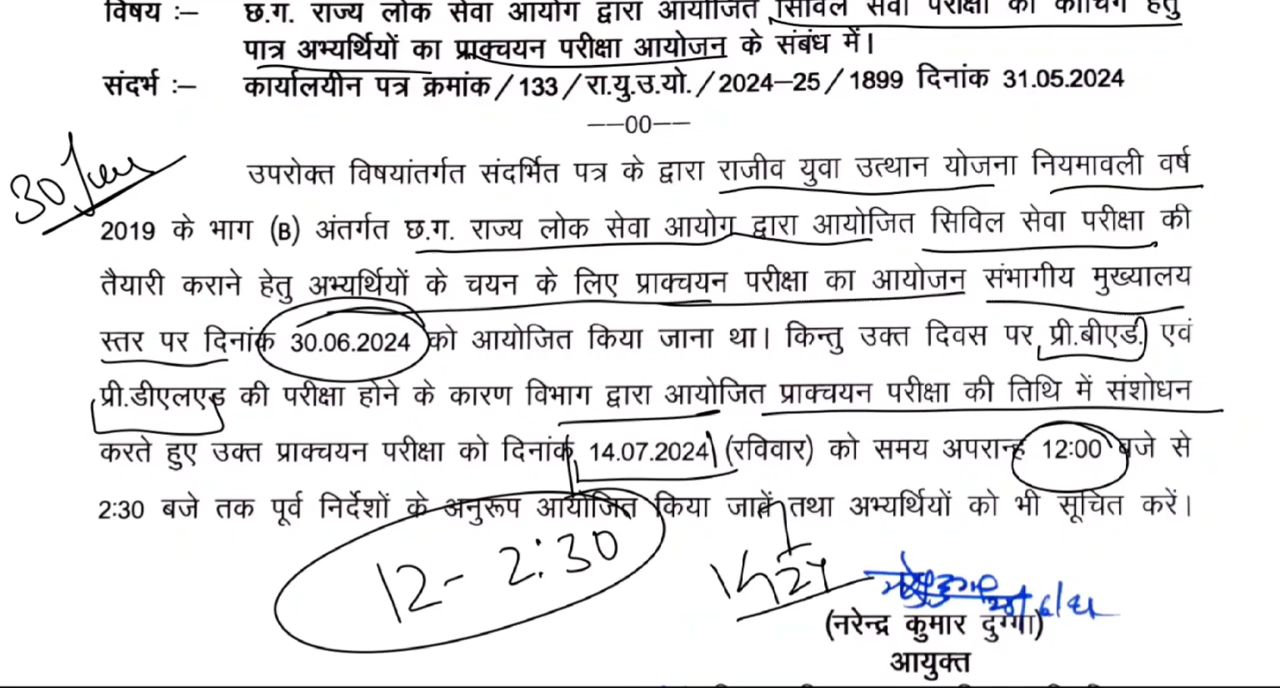 विषय :– छ.ग. राज्य लोक सेवा आयोग द्वारा आयोजित सिविल सेवा परीक्षा की कोचिंग हेतु
पात्र अभ्यर्थियों का प्राक्चयन परीक्षा आयोजन के संबंध में।
संदर्भ :– कार्यालयीन पत्र क्रमांक/133/रा.यु.उ.यो./2024–25/1899 दिनांक 31.05.2024
––00––
30 June
उपरोक्त विषयांतर्गत संदर्भित पत्र के द्वारा राजीव युवा उत्थान योजना नियमावली वर्ष
2019 के भाग (B) अंतर्गत छ.ग. राज्य लोक सेवा आयोग द्वारा आयोजित सिविल सेवा परीक्षा की
तैयारी कराने हेतु अभ्यर्थियों के चयन के लिए प्राक्चयन परीक्षा का आयोजन संभागीय मुख्यालय
स्तर पर दिनांक 30.06.2024 को आयोजित किया जाना था। किन्तु उक्त दिवस पर प्री.बीएड. एवं
प्री.डीएलएड की परीक्षा होने के कारण विभाग द्वारा आयोजित प्राक्चयन परीक्षा की तिथि में संशोधन
करते हुए उक्त प्राक्चयन परीक्षा को दिनांक 14.07.2024 (रविवार) को समय अपरान्ह 12:00 बजे से
2:30 बजे तक पूर्व निर्देशों के अनुरूप आयोजित किया जावें तथा अभ्यर्थियों को भी सूचित करें।
12- 2:30
(नरेन्द्र कुमार दुग्गा)
आयुक्त